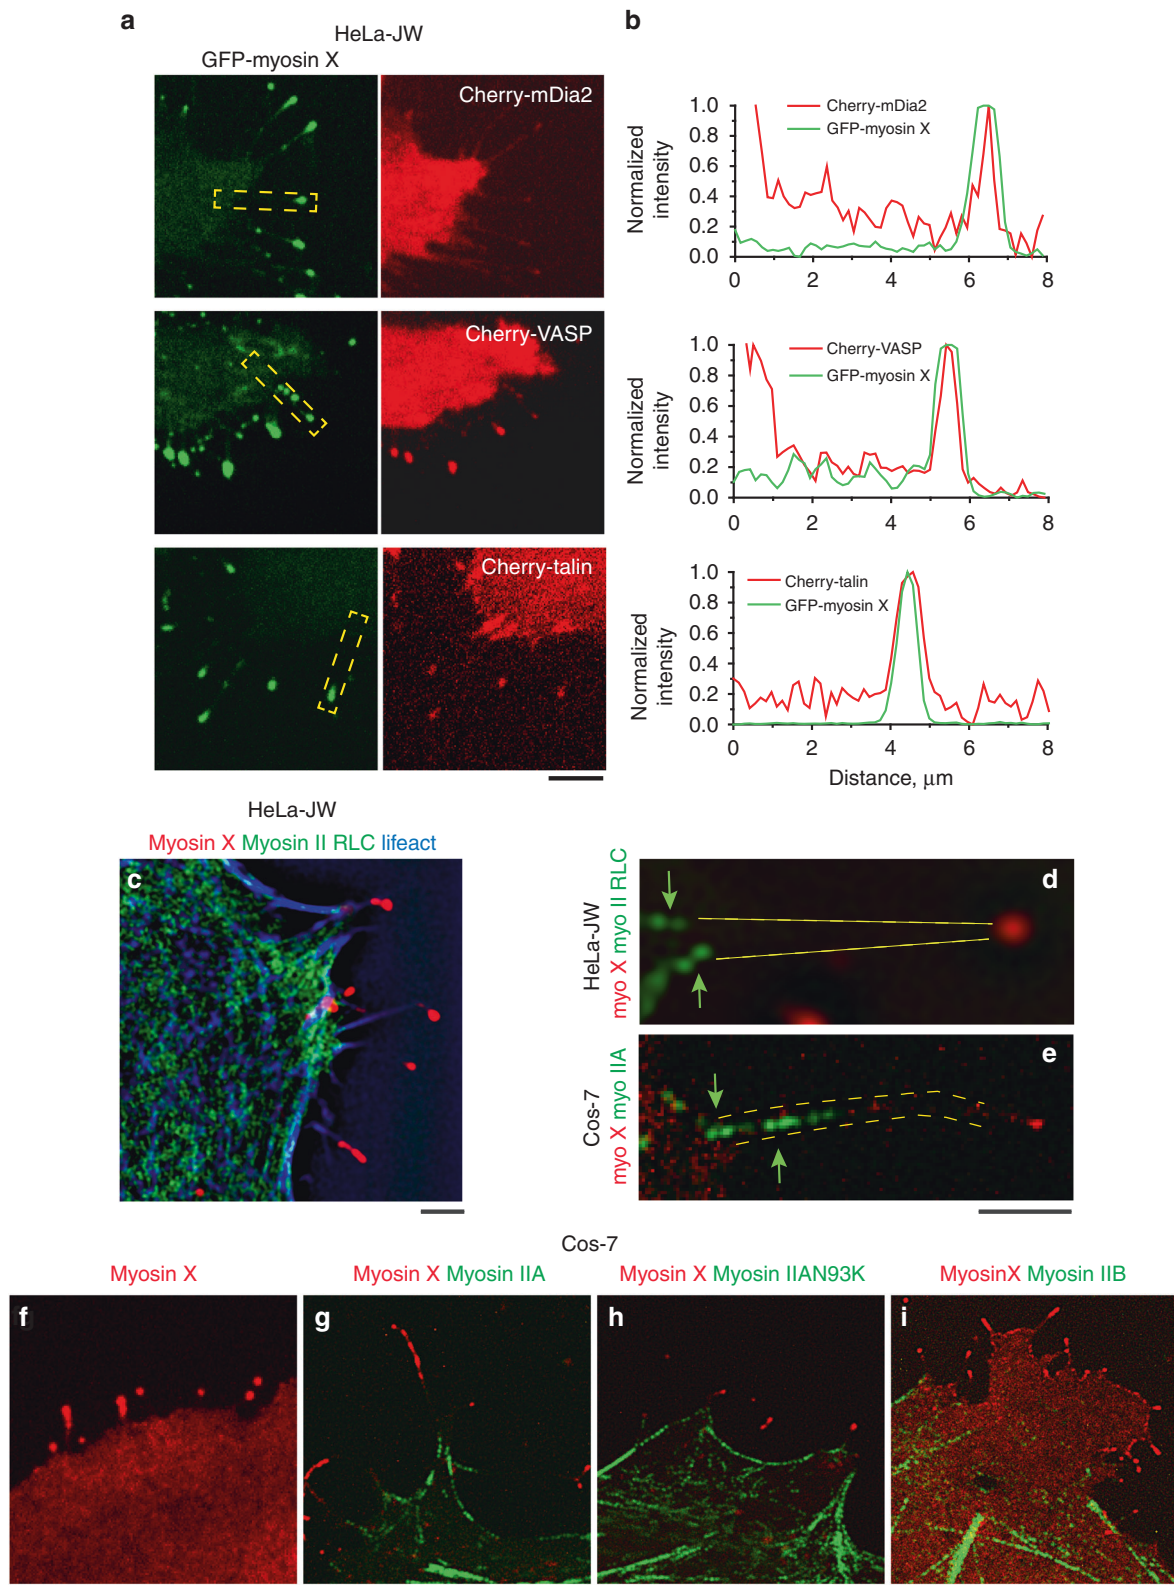 a
HeLa-JW
GFP-myosin X
Cherry-mDia2
Cherry-VASP
Cherry-talin
b
Normalized
intensity
1.0
0.8
0.6
0.4
0.2
0.0
Cherry-mDia2
GFP-myosin X
0 2 4 6 8
Normalized
intensity
1.0
0.8
0.6
0.4
0.2
0.0
Cherry-VASP
GFP-myosin X
0 2 4 6 8
Normalized
intensity
1.0
0.8
0.6
0.4
0.2
0.0
Cherry-talin
GFP-myosin X
0 2 4 6 8
Distance, μm
HeLa-JW
Myosin X Myosin II RLC lifeact
c
HeLa-JW
myo X myo II RLC
d
Cos-7
myo X myo IIA
e
Cos-7
Myosin X
f
Myosin X Myosin IIA
g
Myosin X Myosin IIAN93K
h
MyosinX Myosin IIB
i